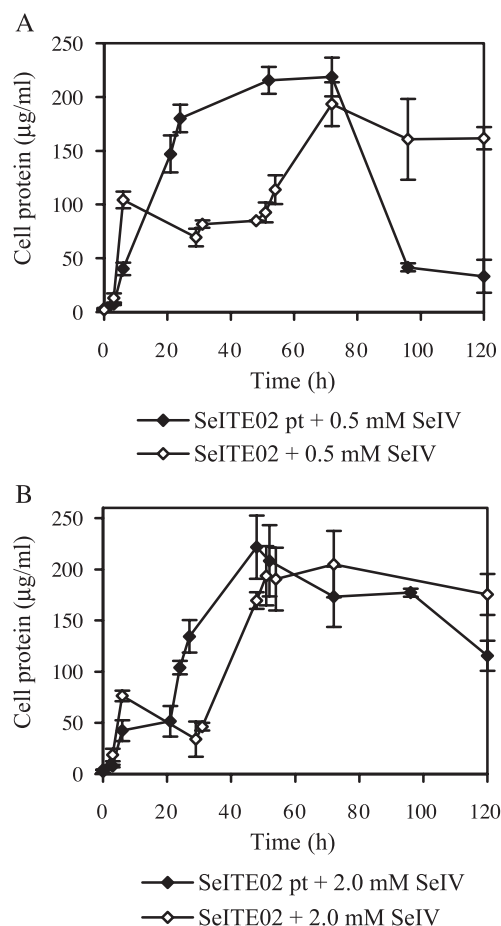 A
250
200
150
100
50
0
Cell protein (µg/ml)
0 20 40 60 80 100 120
Time (h)
SeITE02 pt + 0.5 mM SeIV
SeITE02 + 0.5 mM SeIV
B
250
200
150
100
50
0
Cell protein (µg/ml)
0 20 40 60 80 100 120
Time (h)
SeITE02 pt + 2.0 mM SeIV
SeITE02 + 2.0 mM SeIV